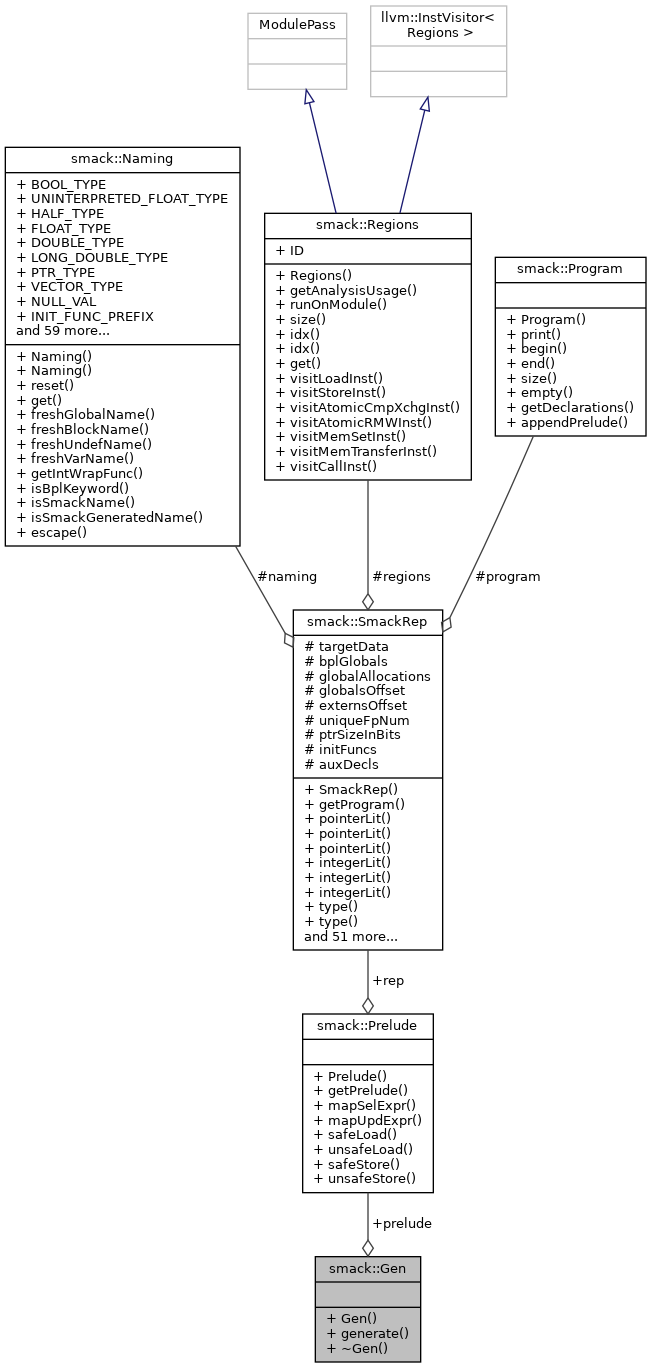 ModulePass
llvm::InstVisitor<
Regions >
smack::Naming
+ BOOL_TYPE
+ UNINTERPRETED_FLOAT_TYPE
+ HALF_TYPE
+ FLOAT_TYPE
+ DOUBLE_TYPE
+ LONG_DOUBLE_TYPE
+ PTR_TYPE
+ VECTOR_TYPE
+ NULL_VAL
+ INIT_FUNC_PREFIX
and 59 more...
+ Naming()
+ Naming()
+ reset()
+ get()
+ freshGlobalName()
+ freshBlockName()
+ freshUndefName()
+ freshVarName()
+ getIntWrapFunc()
+ isBplKeyword()
+ isSmackName()
+ isSmackGeneratedName()
+ escape()
smack::Regions
+ ID
+ Regions()
+ getAnalysisUsage()
+ runOnModule()
+ size()
+ idx()
+ idx()
+ get()
+ visitLoadInst()
+ visitStoreInst()
+ visitAtomicCmpXchgInst()
+ visitAtomicRMWInst()
+ visitMemSetInst()
+ visitMemTransferInst()
+ visitCallInst()
smack::Program
+ Program()
+ print()
+ begin()
+ end()
+ size()
+ empty()
+ getDeclarations()
+ appendPrelude()
#naming
#regions
#program
smack::SmackRep
# targetData
# bplGlobals
# globalAllocations
# globalsOffset
# externsOffset
# uniqueFpNum
# ptrSizeInBits
# initFuncs
# auxDecls
+ SmackRep()
+ getProgram()
+ pointerLit()
+ pointerLit()
+ pointerLit()
+ integerLit()
+ integerLit()
+ integerLit()
+ type()
+ type()
and 51 more...
+rep
smack::Prelude
+ Prelude()
+ getPrelude()
+ mapSelExpr()
+ mapUpdExpr()
+ safeLoad()
+ unsafeLoad()
+ safeStore()
+ unsafeStore()
+prelude
smack::Gen
+ Gen()
+ generate()
+ ~Gen()